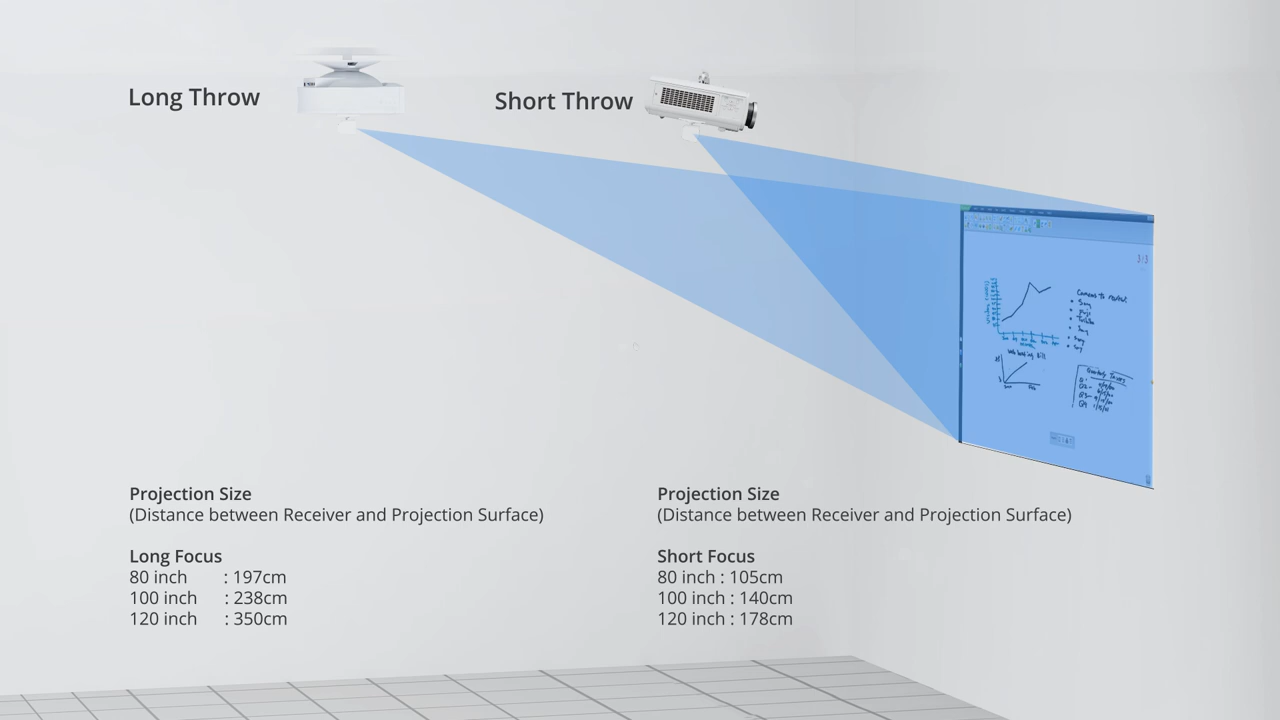 Long Throw
Short Throw
3 | 3
Projection Size
(Distance between Receiver and Projection Surface)
Long Focus
80 inch : 197cm
100 inch : 238cm
120 inch : 350cm
Projection Size
(Distance between Receiver and Projection Surface)
Short Focus
80 inch : 105cm
100 inch : 140cm
120 inch : 178cm